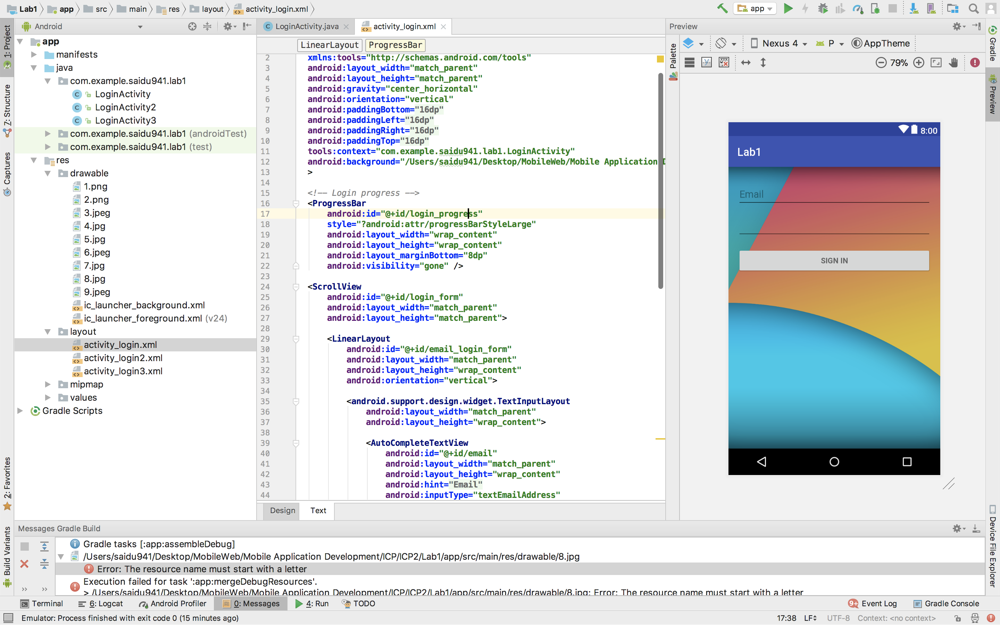 Lab1 app src main res layout activity_login.xml app
1: Project
7: Structure
Captures
2: Favorites
Build Variants
Android
app
manifests
java
com.example.saidu941.lab1
LoginActivity
LoginActivity2
LoginActivity3
com.example.saidu941.lab1 (androidTest)
com.example.saidu941.lab1 (test)
res
drawable
1.png
2.png
3.jpeg
4.jpg
5.jpg
6.jpeg
7.jpg
8.jpg
9.jpeg
ic_launcher_background.xml
ic_launcher_foreground.xml (v24)
layout
activity_login.xml
activity_login2.xml
activity_login3.xml
mipmap
values
Gradle Scripts
LoginActivity.java activity_login.xml
LinearLayout ProgressBar
2 xmlns:tools="http://schemas.android.com/tools"
3 android:layout_width="match_parent"
4 android:layout_height="match_parent"
5 android:gravity="center_horizontal"
6 android:orientation="vertical"
7 android:paddingBottom="16dp"
8 android:paddingLeft="16dp"
9 android:paddingRight="16dp"
10 android:paddingTop="16dp"
11 tools:context="com.example.saidu941.lab1.LoginActivity"
12 android:background="/Users/saidu941/Desktop/MobileWeb/Mobile Application
13 >
14
15 <!-- Login progress -->
16 <ProgressBar
17 android:id="@+id/login_progress"
18 style="?android:attr/progressBarStyleLarge"
19 android:layout_width="wrap_content"
20 android:layout_height="wrap_content"
21 android:layout_marginBottom="8dp"
22 android:visibility="gone" />
23
24 <ScrollView
25 android:id="@+id/login_form"
26 android:layout_width="match_parent"
27 android:layout_height="match_parent">
28
29 <LinearLayout
30 android:id="@+id/email_login_form"
31 android:layout_width="match_parent"
32 android:layout_height="wrap_content"
33 android:orientation="vertical">
34
35 <android.support.design.widget.TextInputLayout
36 android:layout_width="match_parent"
37 android:layout_height="wrap_content">
38
39 <AutoCompleteTextView
40 android:id="@+id/email"
41 android:layout_width="match_parent"
42 android:layout_height="wrap_content"
43 android:hint="Email"
44 android:inputType="textEmailAddress"
Design Text
Preview
Palette
Nexus 4 P AppTheme
79%
8:00
Lab1
Email
SIGN IN
Gradle
Preview
Device File Explorer
Messages Gradle Build
Gradle tasks [:app:assembleDebug]
/Users/saidu941/Desktop/MobileWeb/Mobile Application Development/ICP/ICP2/Lab1/app/src/main/res/drawable/8.jpg
Error: The resource name must start with a letter
Execution failed for task ':app:mergeDebugResources'.
> /Users/saidu941/Desktop/MobileWeb/Mobile Application Development/ICP/ICP2/Lab1/app/src/main/res/drawable/8.jpg: Error: The resource name must start with a letter
Terminal 6: Logcat Android Profiler 0: Messages 4: Run TODO 9+ Event Log Gradle Console
Emulator: Process finished with exit code 0 (15 minutes ago) 17:38 LF UTF-8 Context: <no context>